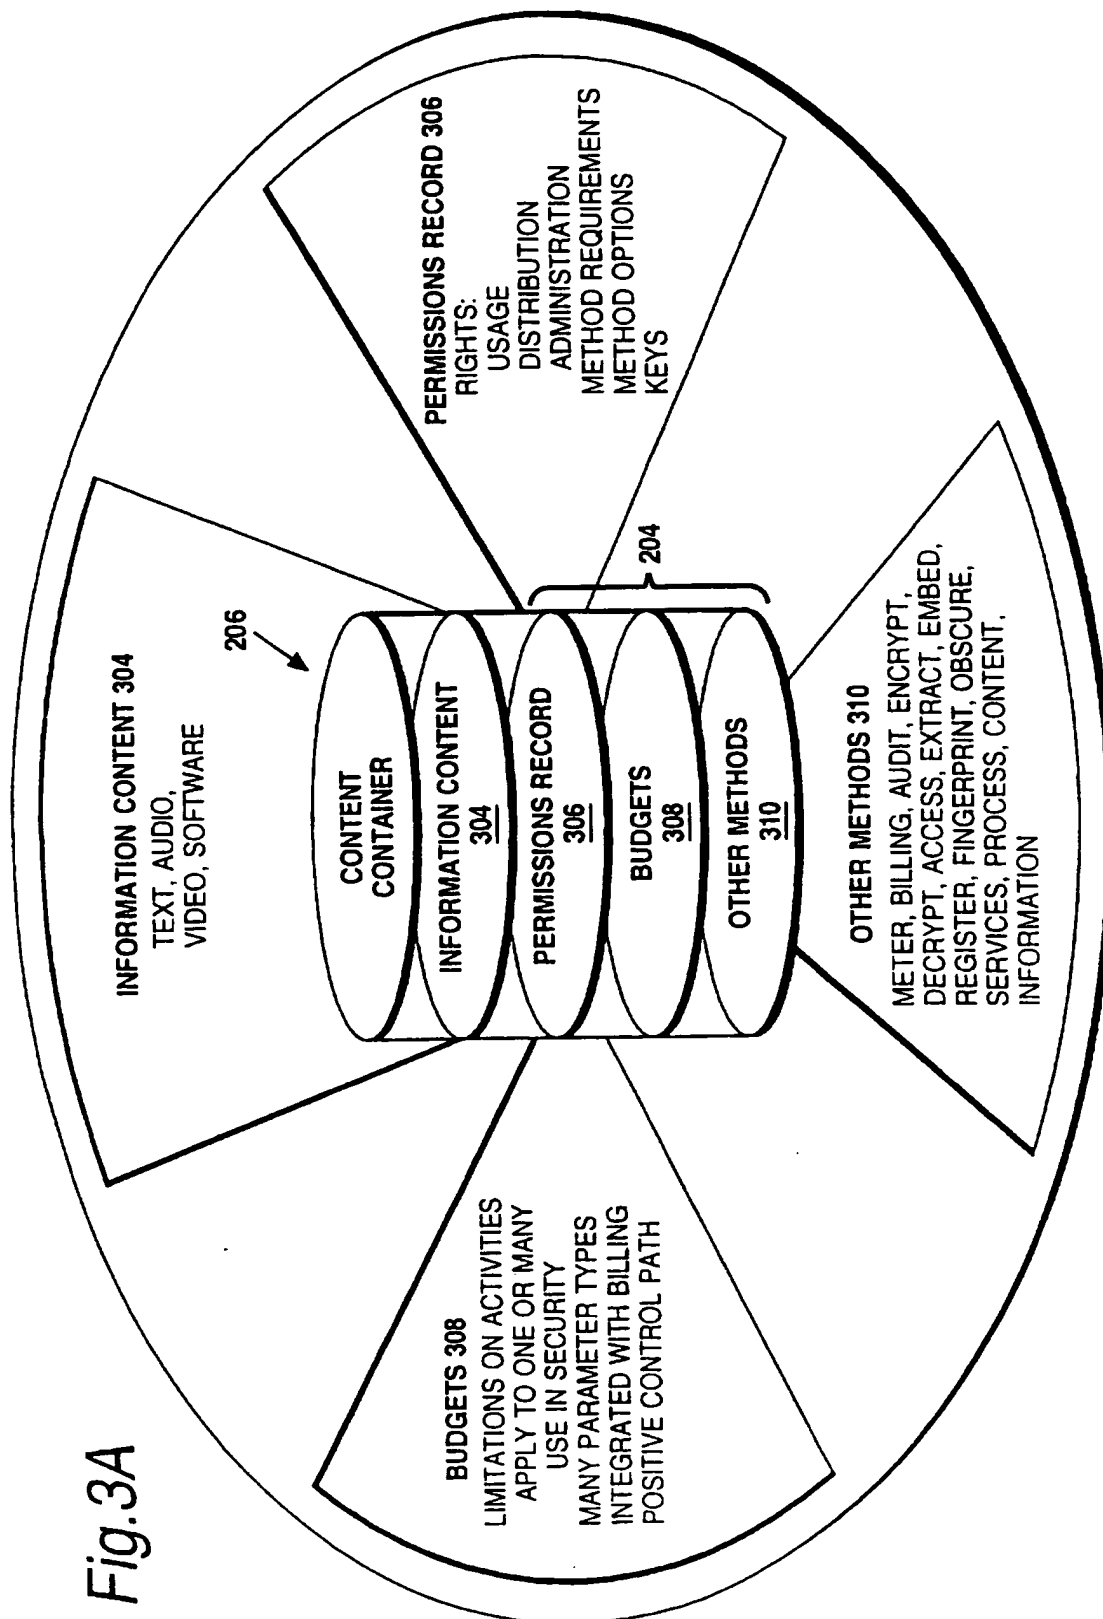 Fig.3A
INFORMATION CONTENT 304
TEXT, AUDIO,
VIDEO, SOFTWARE
BUDGETS 308
LIMITATIONS ON ACTIVITIES
APPLY TO ONE OR MANY
USE IN SECURITY
MANY PARAMETER TYPES
INTEGRATED WITH BILLING
POSITIVE CONTROL PATH
206
CONTENT
CONTAINER
INFORMATION CONTENT
304
PERMISSIONS RECORD
306
BUDGETS
308
OTHER METHODS
310
204
PERMISSIONS RECORD 306
RIGHTS:
USAGE
DISTRIBUTION
ADMINISTRATION
METHOD REQUIREMENTS
METHOD OPTIONS
KEYS
OTHER METHODS 310
METER, BILLING, AUDIT, ENCRYPT,
DECRYPT, ACCESS, EXTRACT, EMBED,
REGISTER, FINGERPRINT, OBSCURE,
SERVICES, PROCESS, CONTENT,
INFORMATION